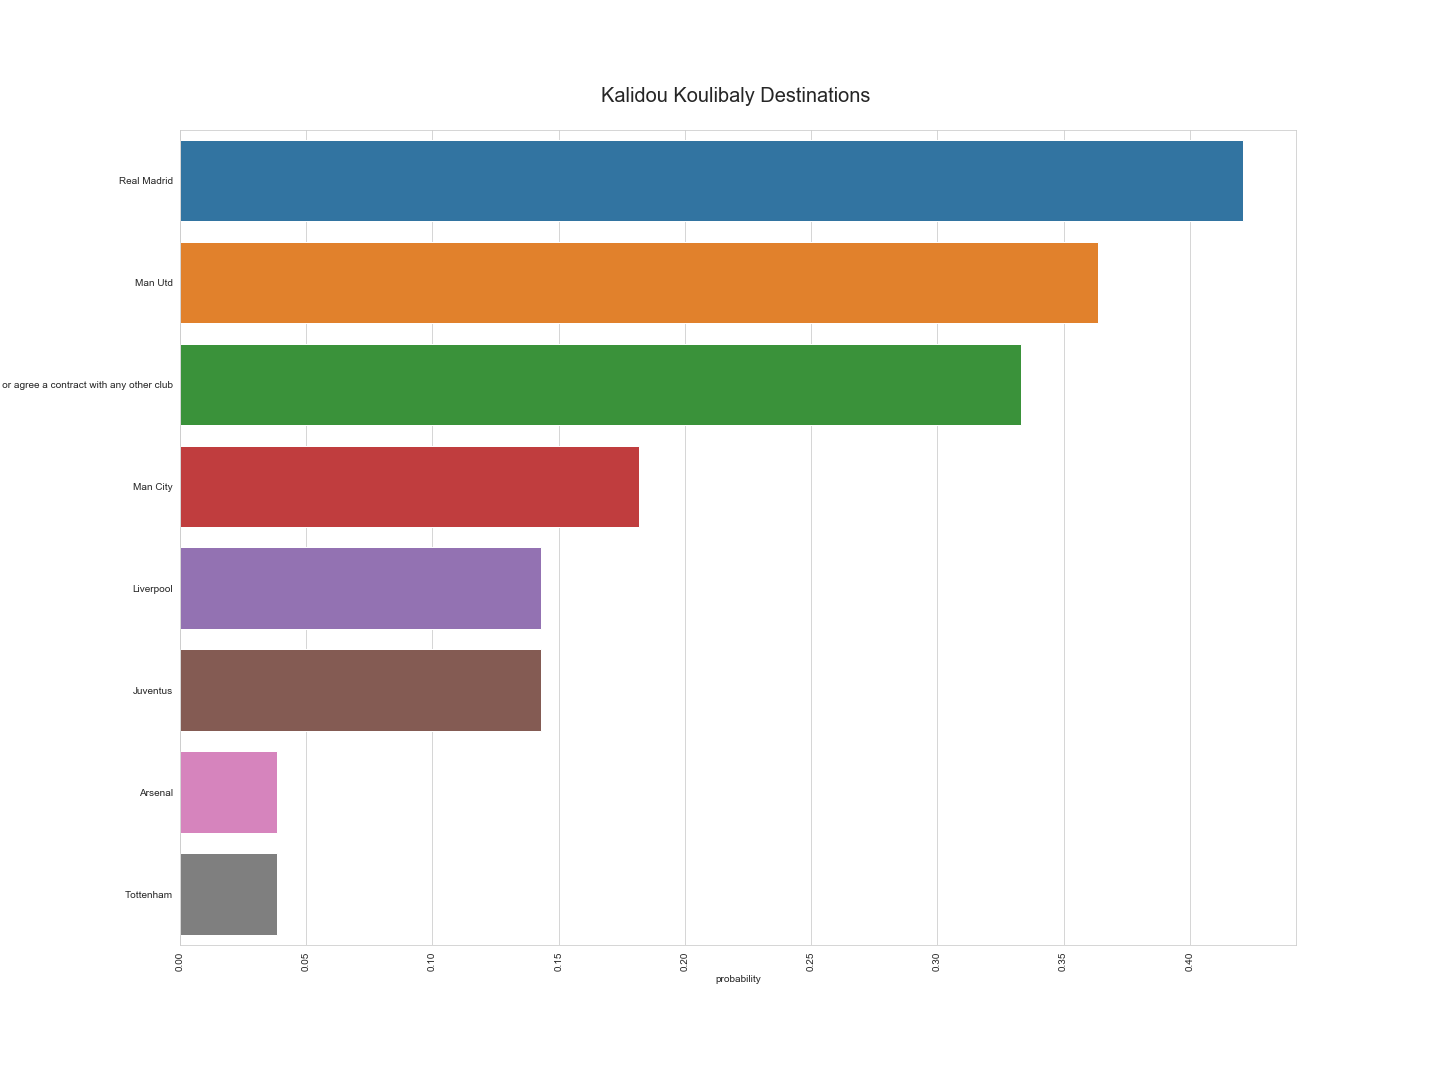 Kalidou Koulibaly Destinations
Real Madrid
Man Utd
or agree a contract with any other club
Man City
Liverpool
Juventus
Arsenal
Tottenham
0.00 0.05 0.10 0.15 0.20 0.25 0.30 0.35 0.40
probability